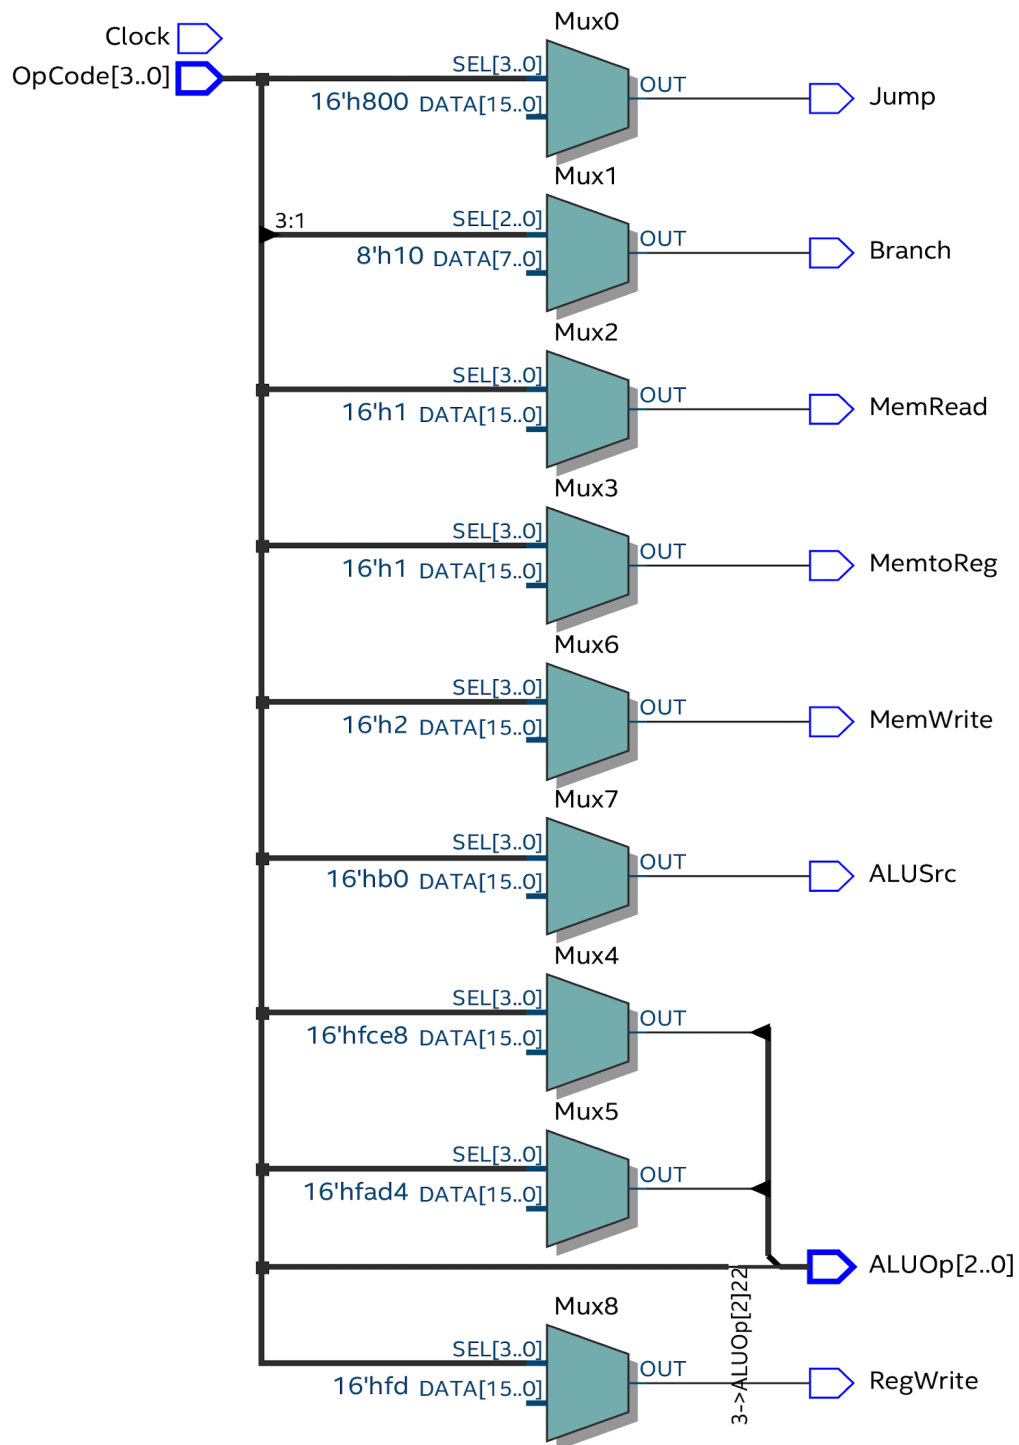 Mux0
Clock
OpCode[3..0]
SEL[3..0]
16'h800 DATA[15..0]
OUT
Jump
Mux1
3:1
SEL[2..0]
8'h10 DATA[7..0]
OUT
Branch
Mux2
SEL[3..0]
16'h1 DATA[15..0]
OUT
MemRead
Mux3
SEL[3..0]
16'h1 DATA[15..0]
OUT
MemtoReg
Mux6
SEL[3..0]
16'h2 DATA[15..0]
OUT
MemWrite
Mux7
SEL[3..0]
16'hb0 DATA[15..0]
OUT
ALUSrc
Mux4
SEL[3..0]
16'hfce8 DATA[15..0]
OUT
Mux5
SEL[3..0]
16'hfad4 DATA[15..0]
OUT
ALUOp[2..0]
3->ALUOp[2]22
Mux8
SEL[3..0]
16'hfd DATA[15..0]
OUT
RegWrite